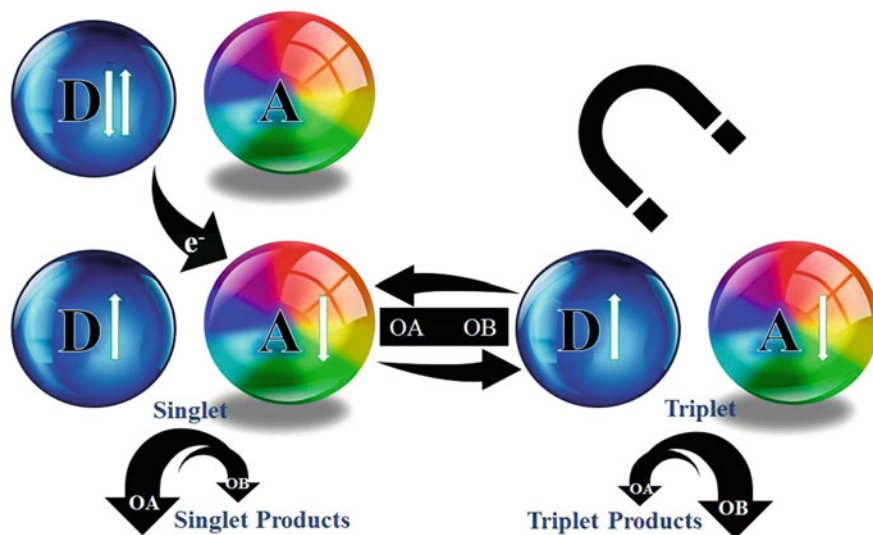 D A
e-
D A OA OB D A
Singlet Triplet
OA OB OA OB
Singlet Products Triplet Products